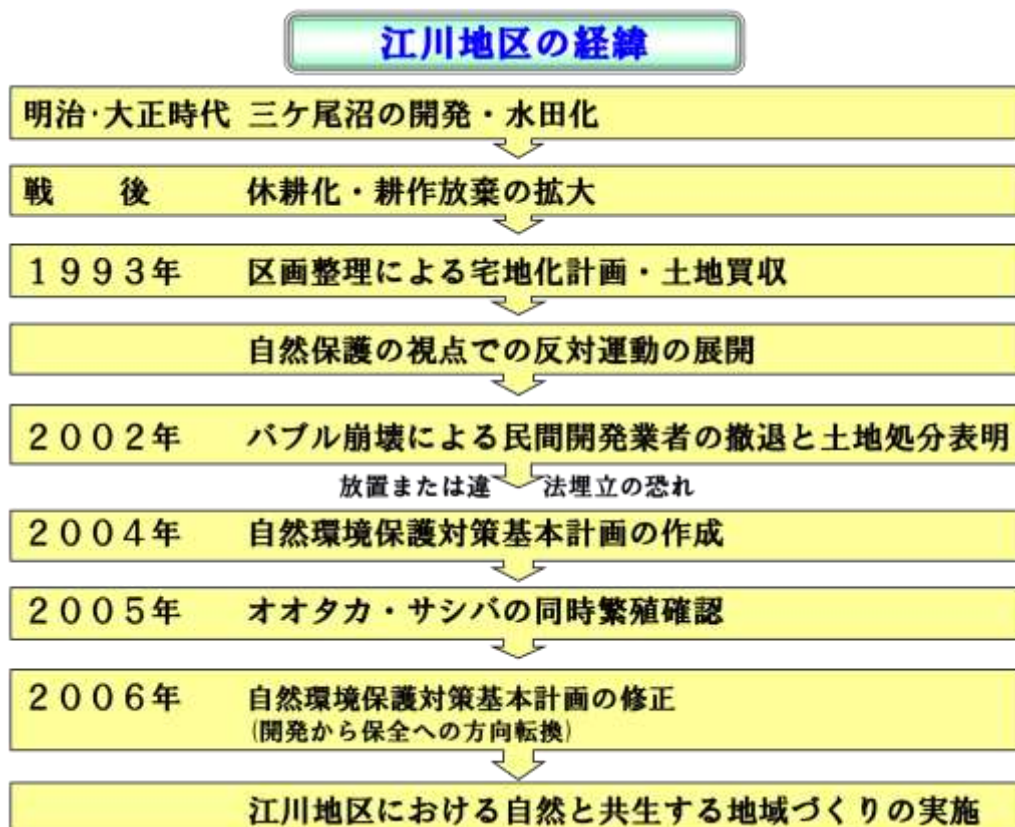 江川地区の経緯
明治・大正時代 三ケ尾沼の開発・水田化
戦　後 休耕化・耕作放棄の拡大
１９９３年 区画整理による宅地化計画・土地買収
自然保護の視点での反対運動の展開
２００２年 バブル崩壊による民間開発業者の撤退と土地処分表明
放置または違法埋立の恐れ
２００４年 自然環境保護対策基本計画の作成
２００５年 オオタカ・サシバの同時繁殖確認
２００６年 自然環境保護対策基本計画の修正
(開発から保全への方向転換)
江川地区における自然と共生する地域づくりの実施